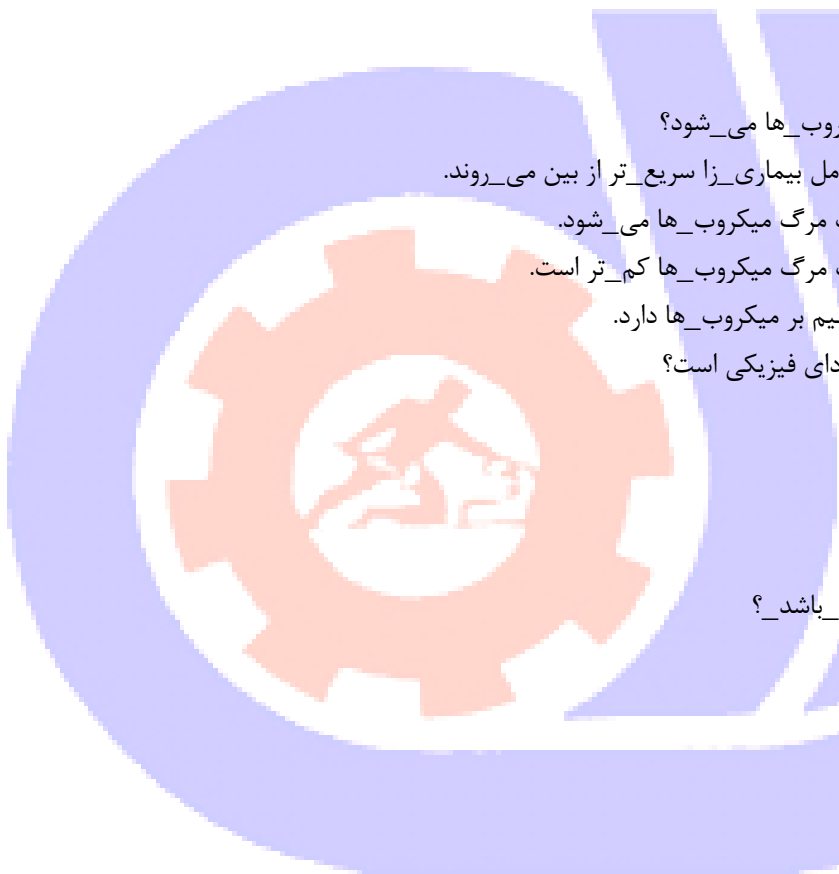 روب_ها می_شود؟
مل بیماری_زا سریع_تر از بین می_روند.
مرگ میکروب_ها می_شود.
مرگ میکروب_ها کم_تر است.
یم بر میکروب_ها دارد.
دای فیزیکی است؟
_باشد_؟